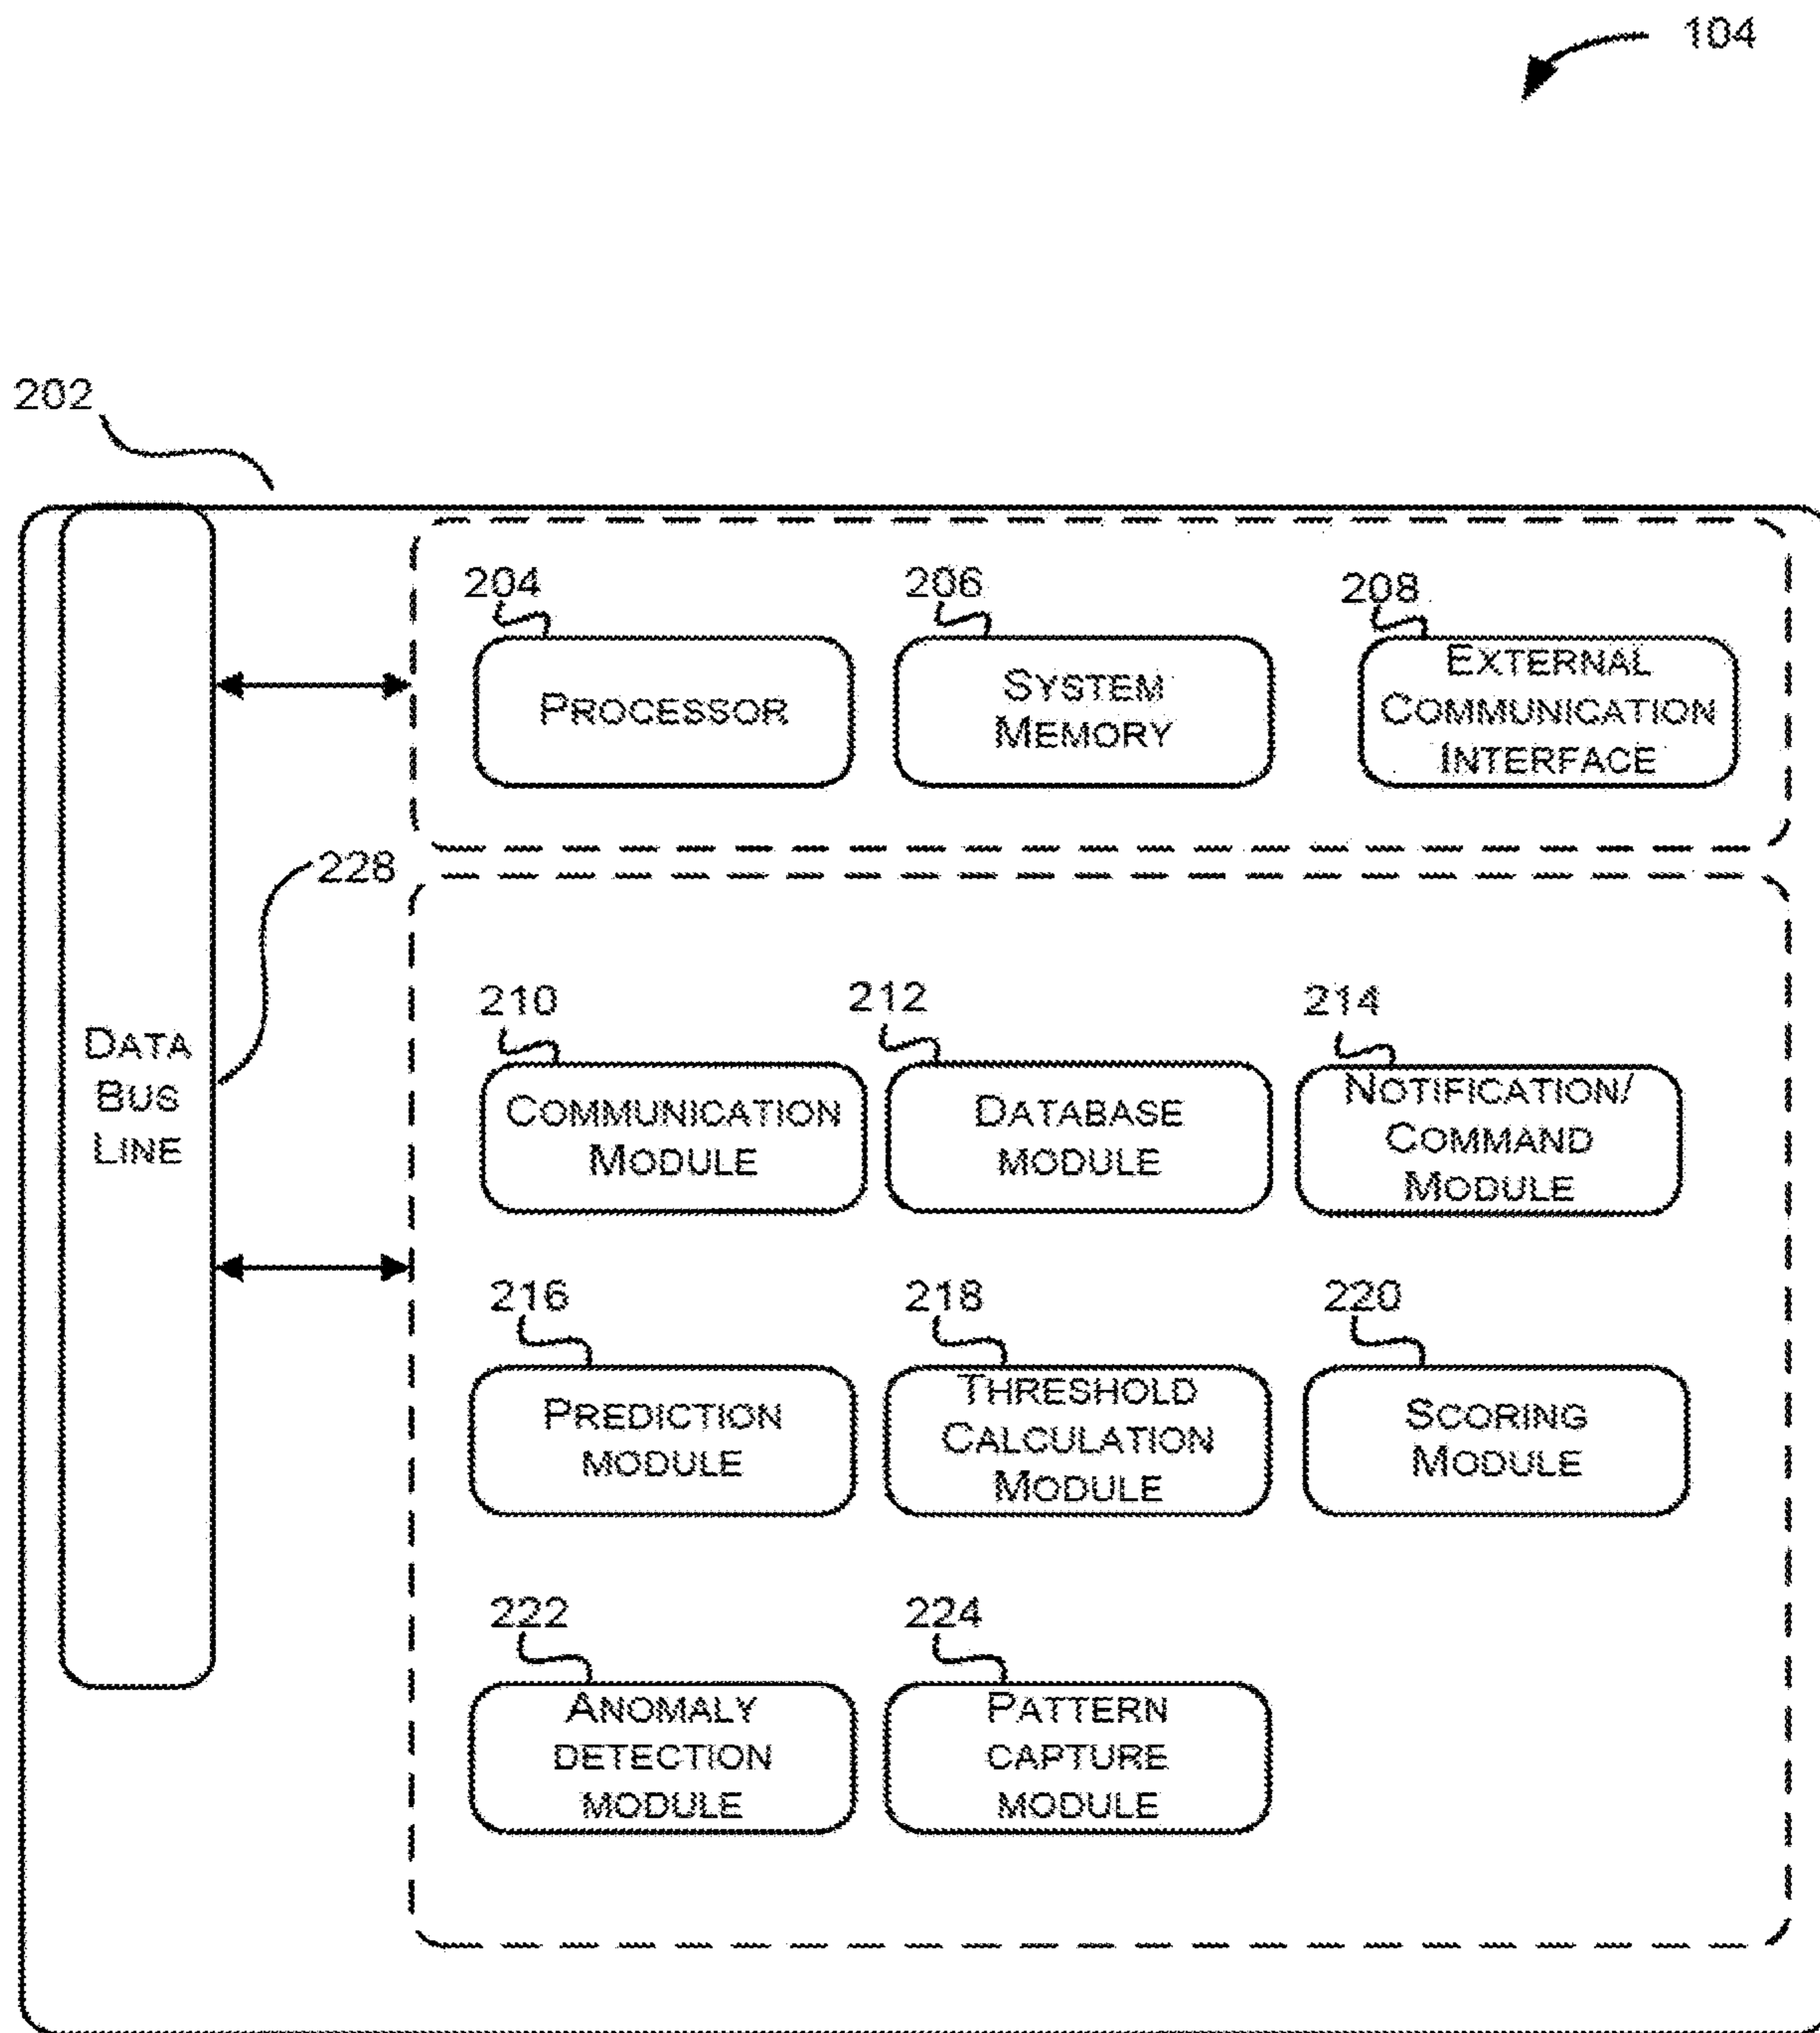 104
202
204
206
208
PROCESSOR
SYSTEM
MEMORY
EXTERNAL
COMMUNICATION
INTERFACE
228
DATA
BUS
LINE
210
212
214
COMMUNICATION
MODULE
DATABASE
MODULE
NOTIFICATION/
COMMAND
MODULE
216
218
220
PREDICTION
MODULE
THRESHOLD
CALCULATION
MODULE
SCORING
MODULE
222
224
ANOMALY
DETECTION
MODULE
PATTERN
CAPTURE
MODULE